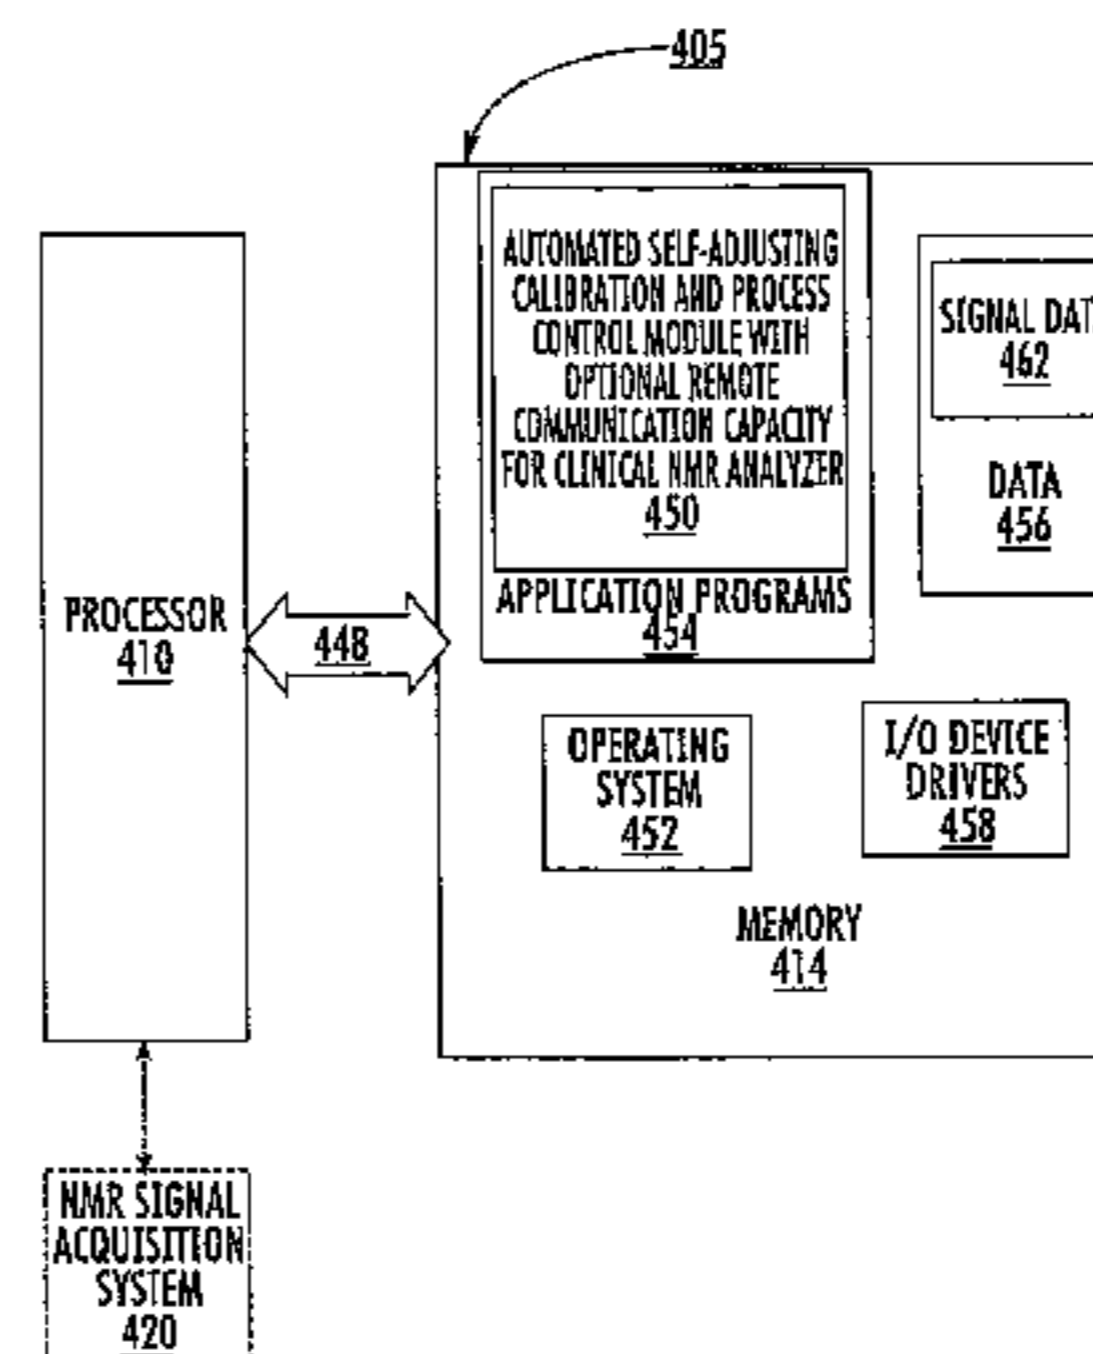 405
AUTOMATED SELF-ADJUSTING
CALIBRATION AND PROCESS
CONTROL MODULE WITH
OPTIONAL REMOTE
COMMUNICATION CAPACITY
FOR CLINICAL NMR ANALYZER
450
APPLICATION PROGRAMS
454
SIGNAL DAT
462
DATA
456
PROCESSOR
410
448
OPERATING
SYSTEM
452
I/O DEVICE
DRIVERS
458
MEMORY
414
NMR SIGNAL
ACQUISITION
SYSTEM
420